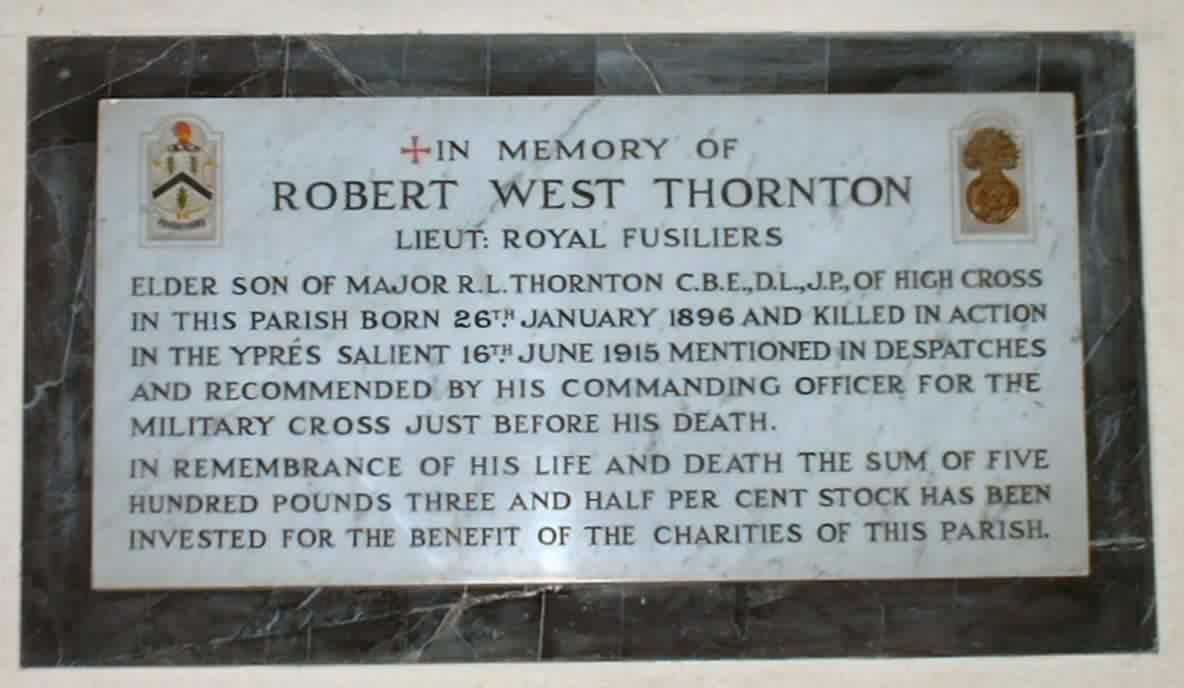 ✠IN MEMORY OF
ROBERT WEST THORNTON
LIEUT: ROYAL FUSILIERS
ELDER SON OF MAJOR R.L. THORNTON C.B.E., D.L., J.P., OF HIGH CROSS
IN THIS PARISH BORN 26TH JANUARY 1896 AND KILLED IN ACTION
IN THE YPRÉS SALIENT 16TH JUNE 1915 MENTIONED IN DESPATCHES
AND RECOMMENDED BY HIS COMMANDING OFFICER FOR THE
MILITARY CROSS JUST BEFORE HIS DEATH.
IN REMEMBRANCE OF HIS LIFE AND DEATH THE SUM OF FIVE
HUNDRED POUNDS THREE AND HALF PER CENT STOCK HAS BEEN
INVESTED FOR THE BENEFIT OF THE CHARITIES OF THIS PARISH.